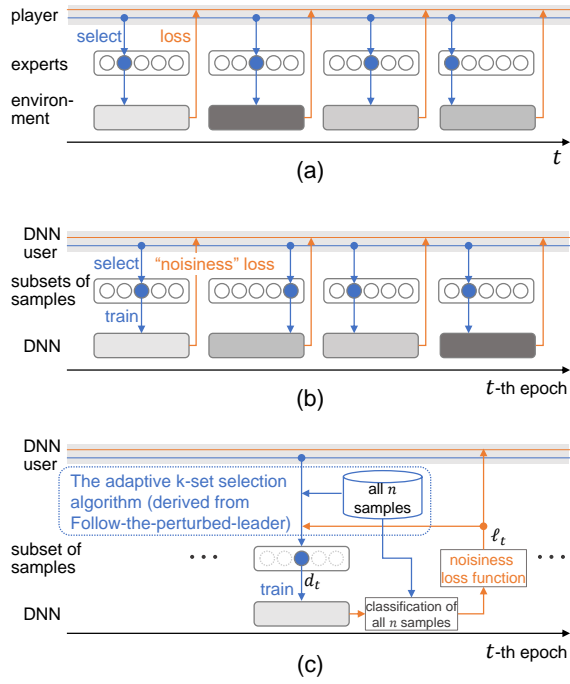 player
select
loss
experts
environ-
ment
t
(a)
DNN
user
select
"noisiness" loss
subsets of
samples
train
DNN
t-th epoch
(b)
DNN
user
The adaptive k-set selection
algorithm (derived from
Follow-the-perturbed-leader)
all n
samples
subset of
samples
• • •
d_t
train
ℓ_t
noisiness
loss function
• • •
DNN
classification of
all n samples
t-th epoch
(c)